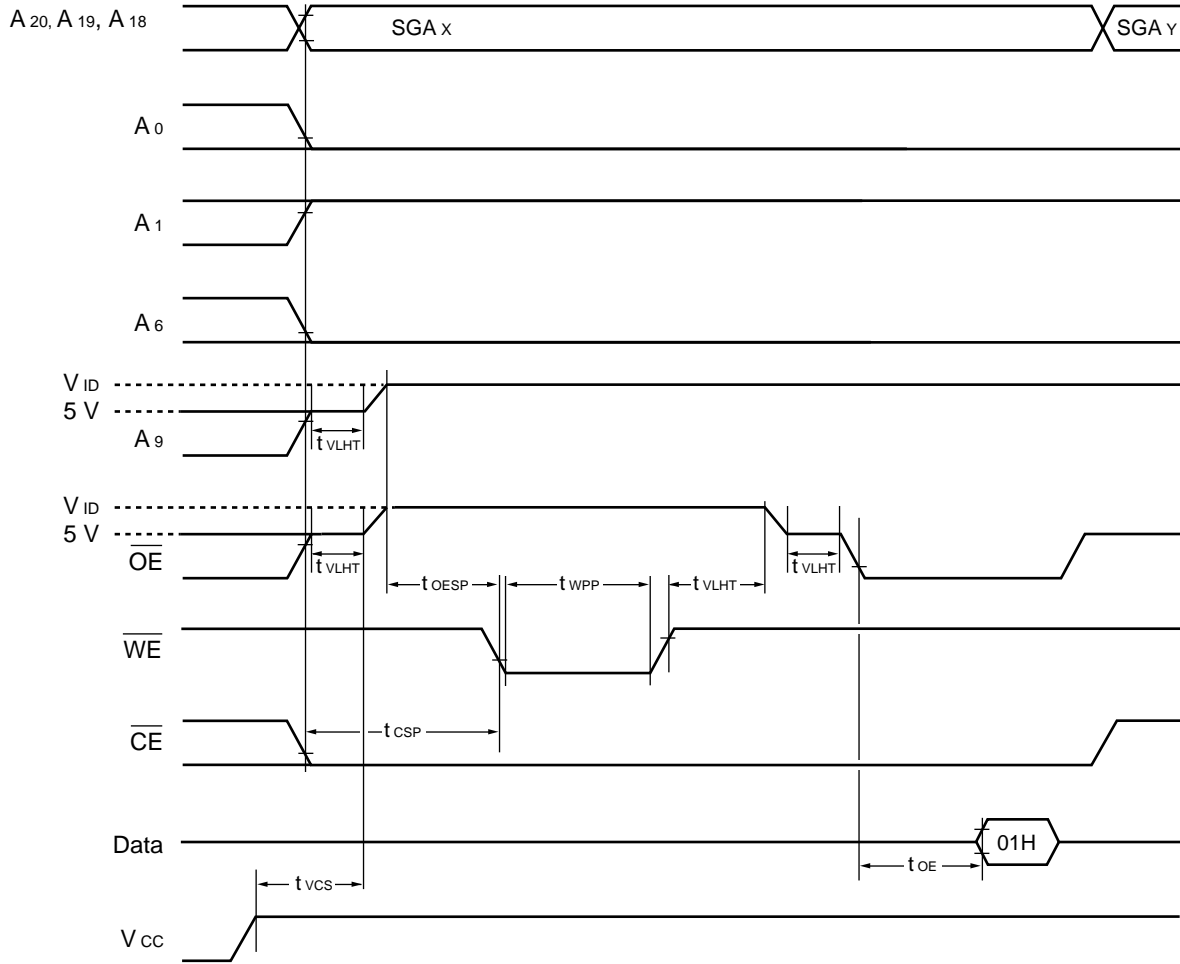 A 20, A 19, A 18
SGA X
SGA Y
A 0
A 1
A 6
V ID
5 V
A 9
t VLHT
V ID
5 V
OE
t VLHT
t VLHT
t OESP
t WPP
t VLHT
WE
CE
t CSP
Data
01H
t OE
t VCS
V CC